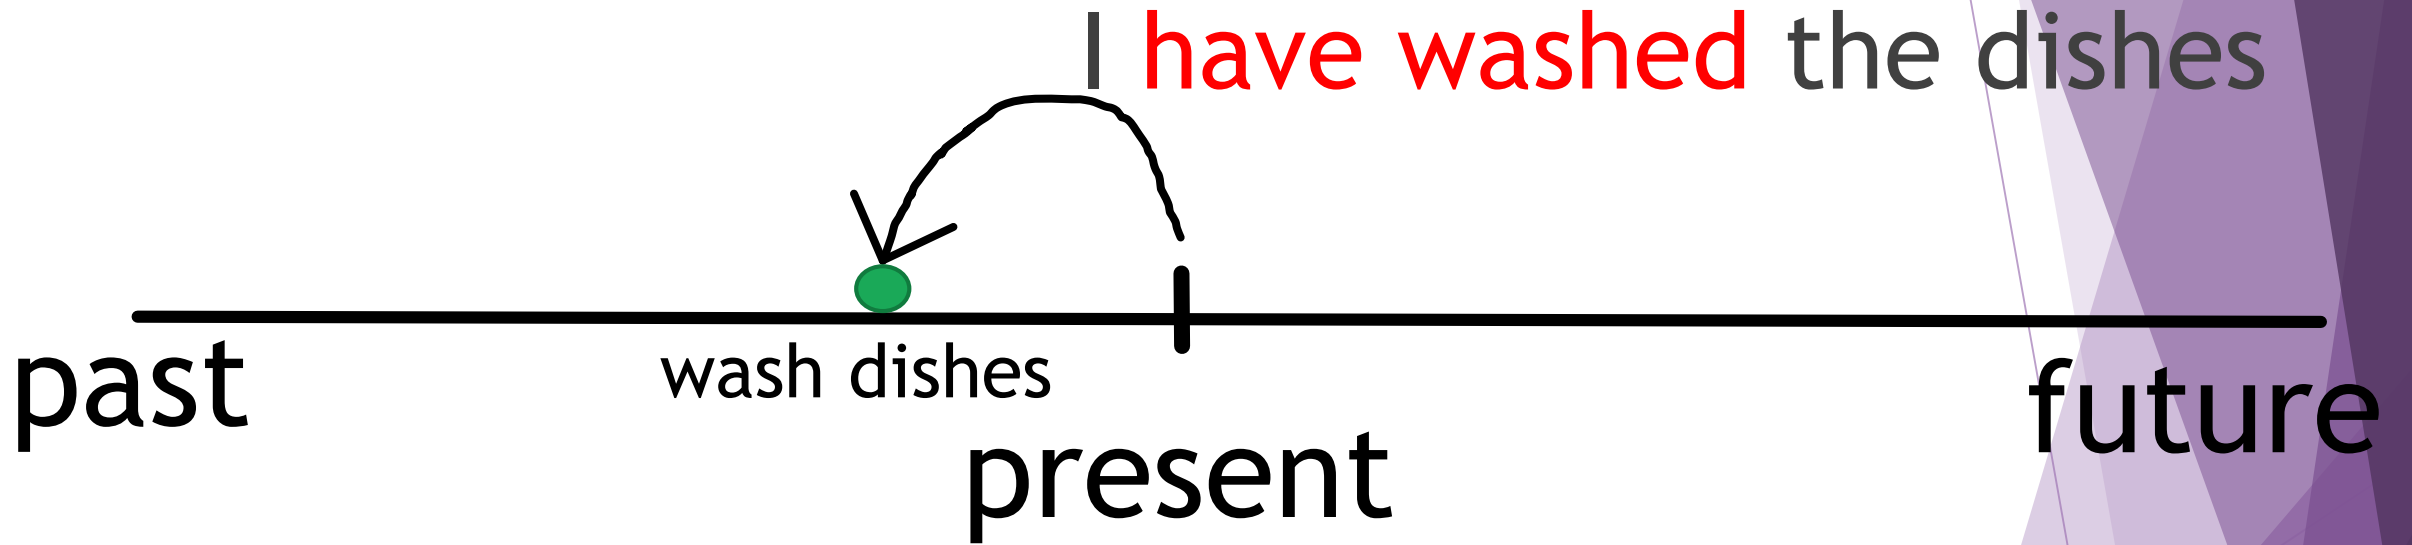 I have washed the dishes
past
wash dishes
present
future